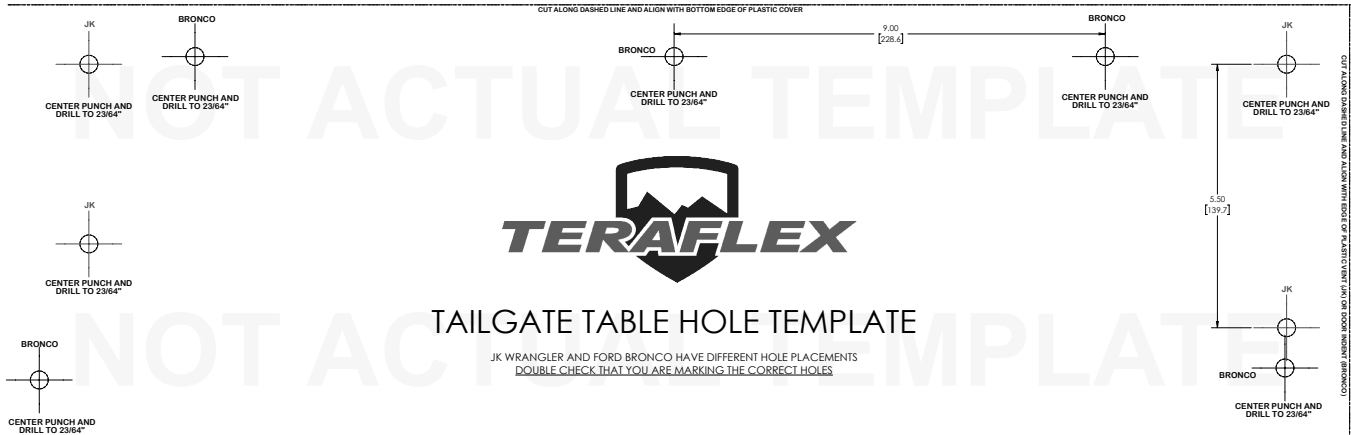 CUT ALONG DASHED LINE AND ALIGN WITH BOTTOM EDGE OF PLASTIC COVER
JK
BRONCO
BRONCO
9.00
[228.6]
BRONCO
JK
CENTER PUNCH AND
DRILL TO 23/64"
CENTER PUNCH AND
DRILL TO 23/64"
CENTER PUNCH AND
DRILL TO 23/64"
CENTER PUNCH AND
DRILL TO 23/64"
CENTER PUNCH AND
DRILL TO 23/64"
NOT ACTUAL TEMPLATE
CUT ALONG DASHED LINE AND ALIGN WITH EDGE OF PLASTIC VENT (JK) OR DOOR INDENT (BRONCO)
JK
CENTER PUNCH AND
DRILL TO 23/64"
5.50
[139.7]
TERAFLEX
TAILGATE TABLE HOLE TEMPLATE
JK WRANGLER AND FORD BRONCO HAVE DIFFERENT HOLE PLACEMENTS
DOUBLE CHECK THAT YOU ARE MARKING THE CORRECT HOLES
NOT ACTUAL TEMPLATE
BRONCO
CENTER PUNCH AND
DRILL TO 23/64"
JK
BRONCO
CENTER PUNCH AND
DRILL TO 23/64"